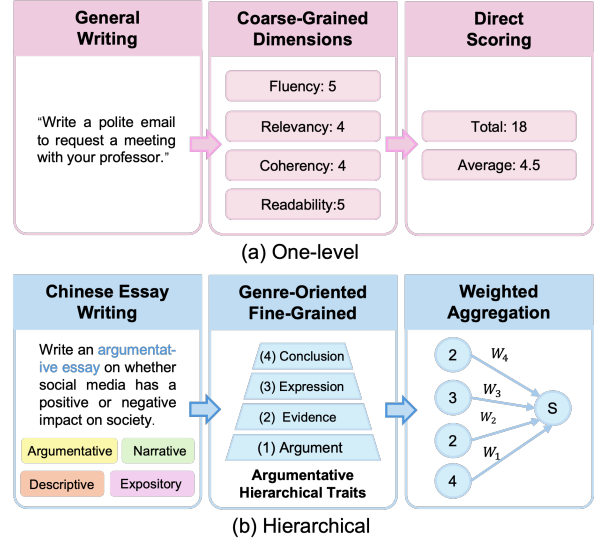 General
Writing
"Write a polite email
to request a meeting
with your professor."
Coarse-Grained
Dimensions
Fluency: 5
Relevancy: 4
Coherency: 4
Readability:5
Direct
Scoring
Total: 18
Average: 4.5
(a) One-level
Chinese Essay
Writing
Write an argumentat-
ive essay on whether
social media has a
positive or negative
impact on society.
Argumentative
Narrative
Descriptive
Expository
Genre-Oriented
Fine-Grained
(4) Conclusion
(3) Expression
(2) Evidence
(1) Argument
Argumentative
Hierarchical Traits
Weighted
Aggregation
2
W4
3
W3
2
W2
4
W1
S
(b) Hierarchical